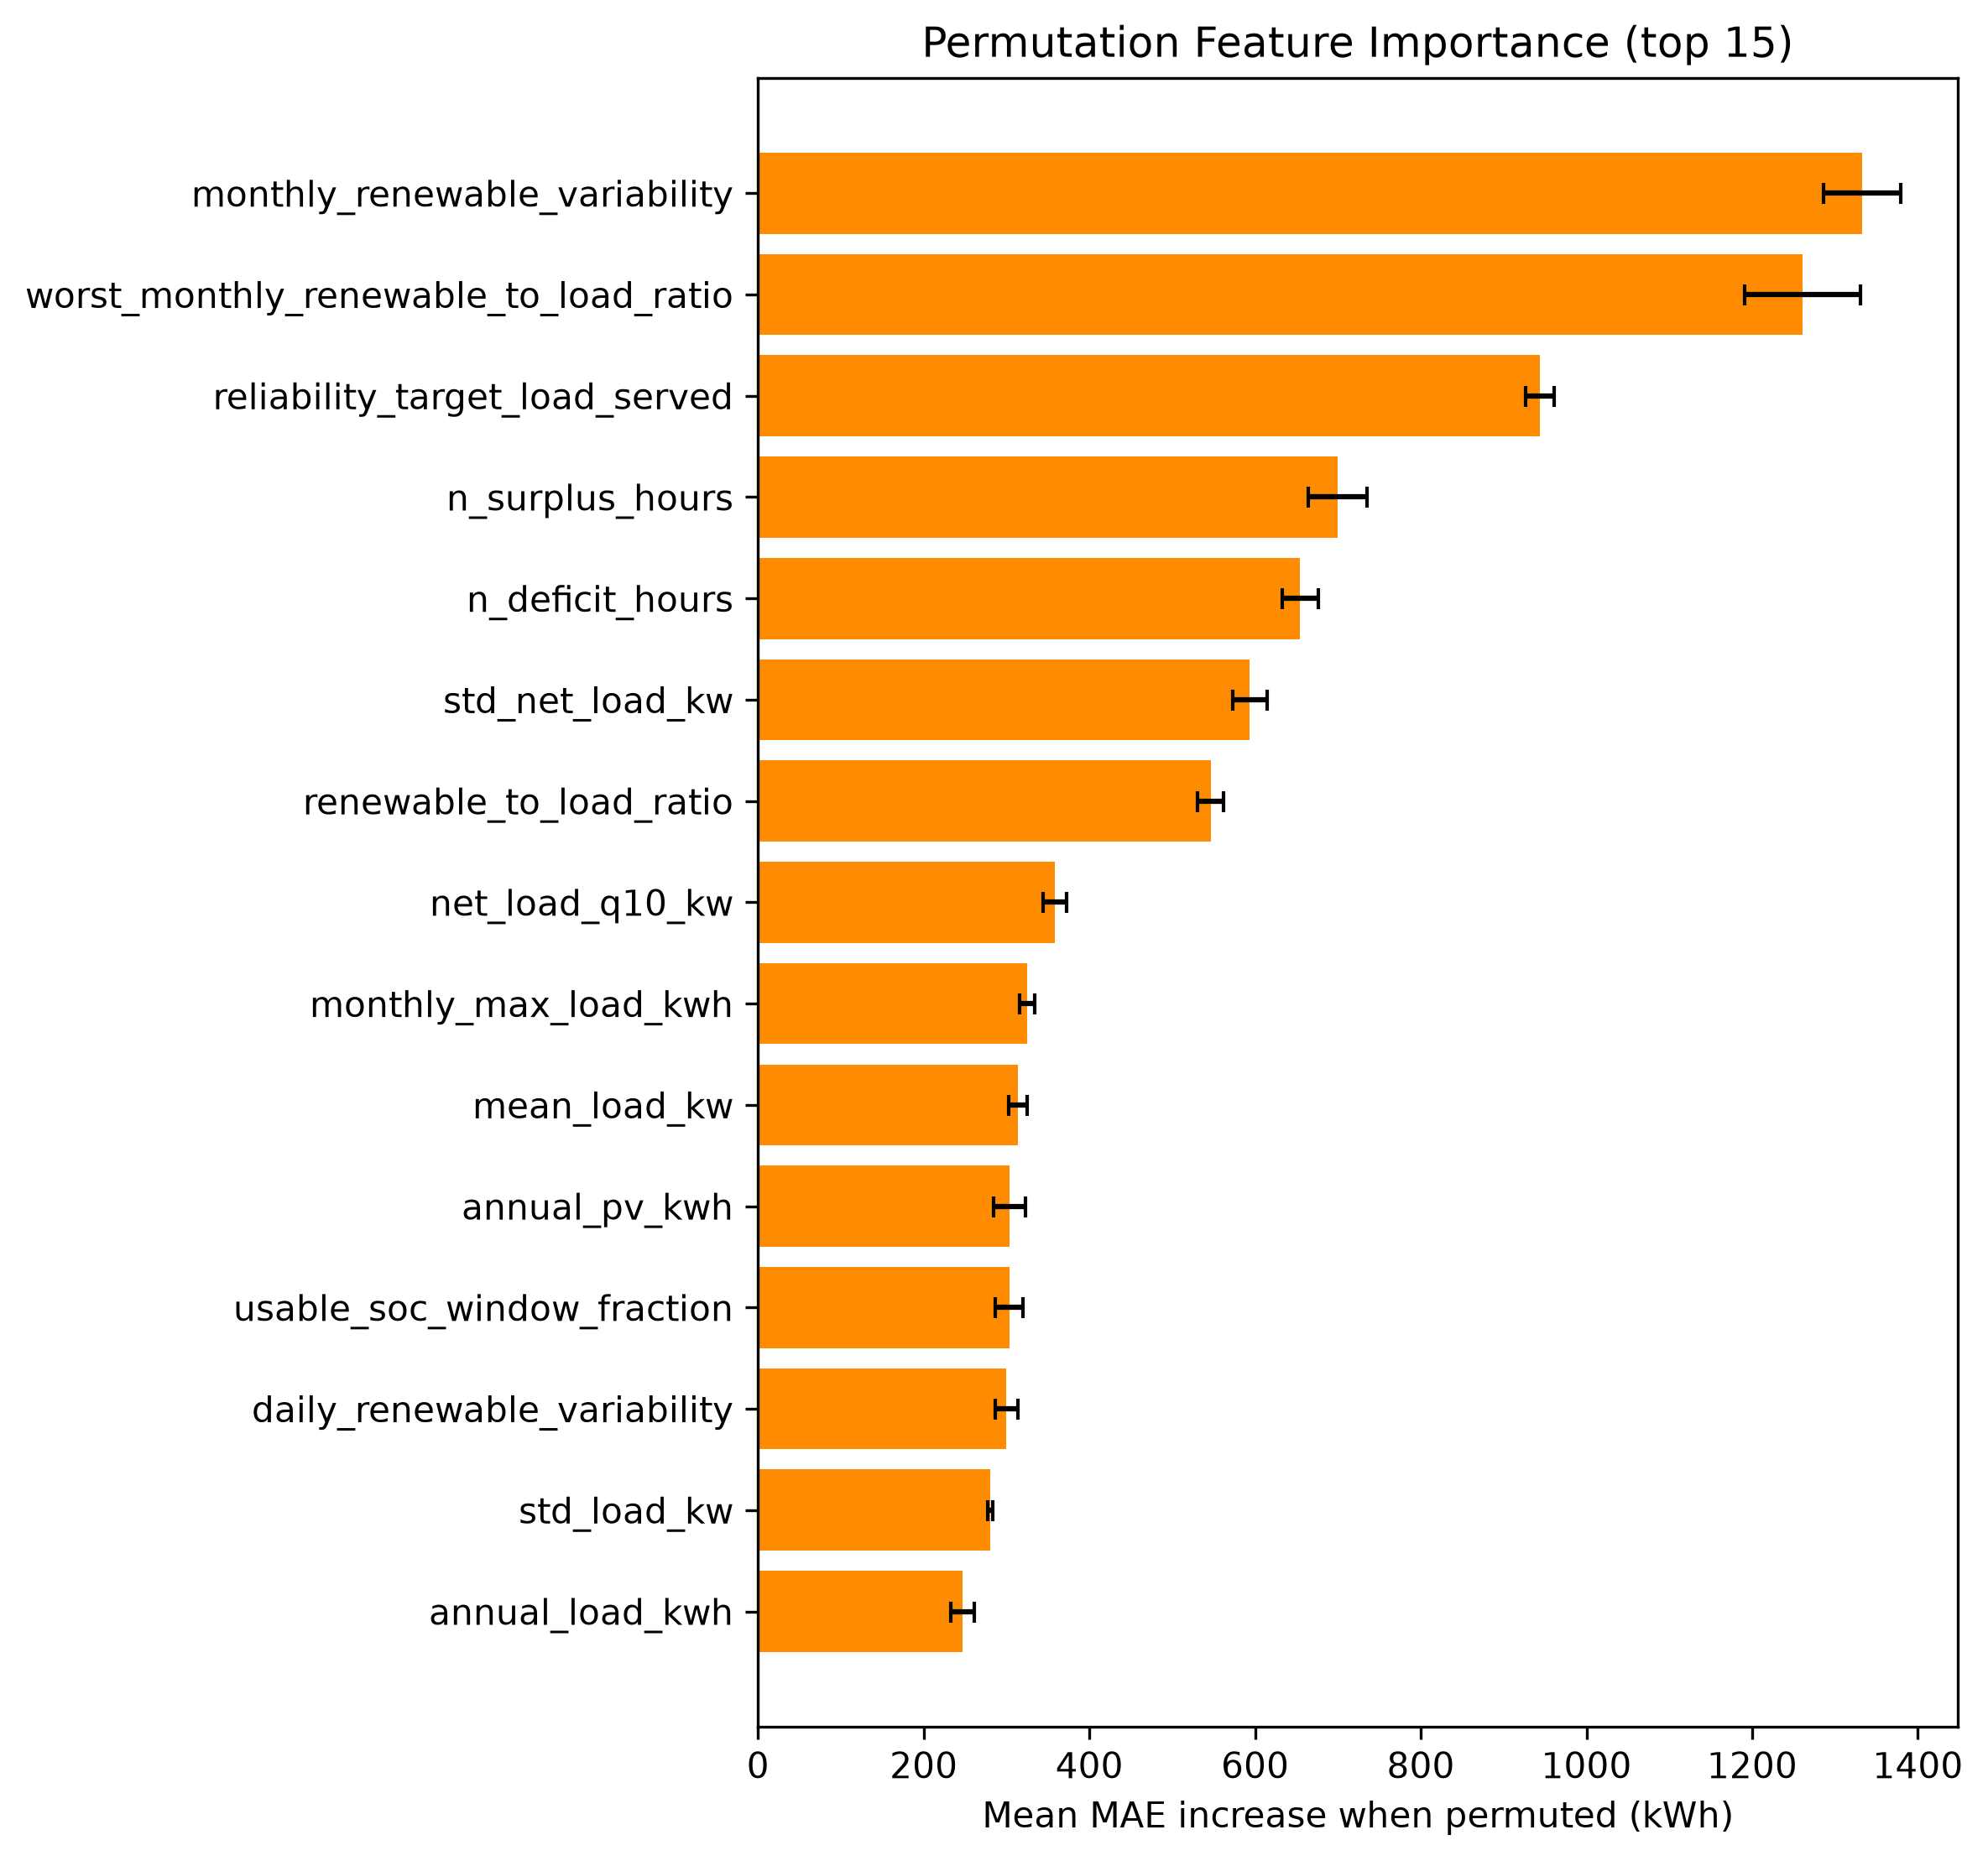 Permutation Feature Importance (top 15)
monthly_renewable_variability
worst_monthly_renewable_to_load_ratio
reliability_target_load_served
n_surplus_hours
n_deficit_hours
std_net_load_kw
renewable_to_load_ratio
net_load_q10_kw
monthly_max_load_kwh
mean_load_kw
annual_pv_kwh
usable_soc_window_fraction
daily_renewable_variability
std_load_kw
annual_load_kwh
0 200 400 600 800 1000 1200 1400
Mean MAE increase when permuted (kWh)